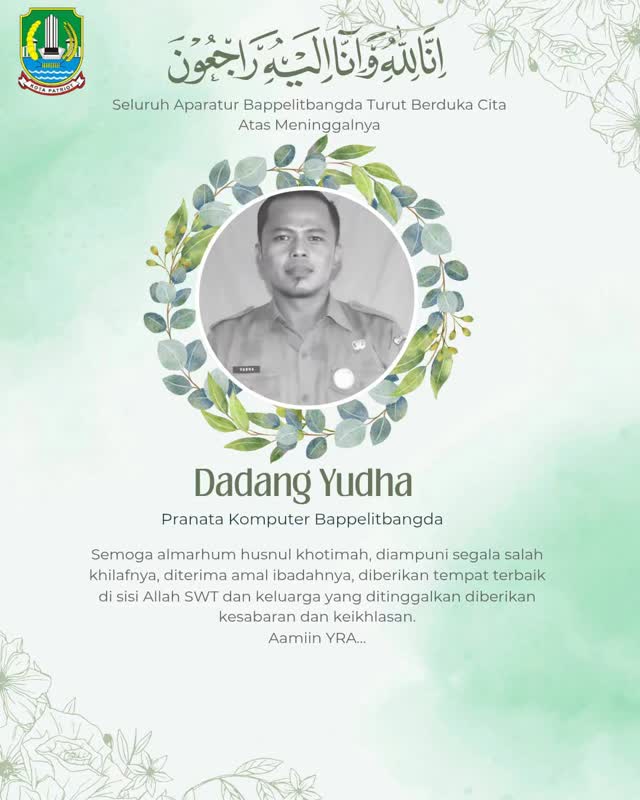 إِنَّا لِلّٰهِ وَإِنَّا إِلَيْهِ رَاجِعُوْنَ
KOTA PATRIOT
Seluruh Aparatur Bappelitbangda Turut Berduka Cita
Atas Meninggalnya
Dadang Yudha
Pranata Komputer Bappelitbangda
Semoga almarhum husnul khotimah, diampuni segala salah
khilafnya, diterima amal ibadahnya, diberikan tempat terbaik
di sisi Allah SWT dan keluarga yang ditinggalkan diberikan
kesabaran dan keikhlasan.
Aamiin YRA...